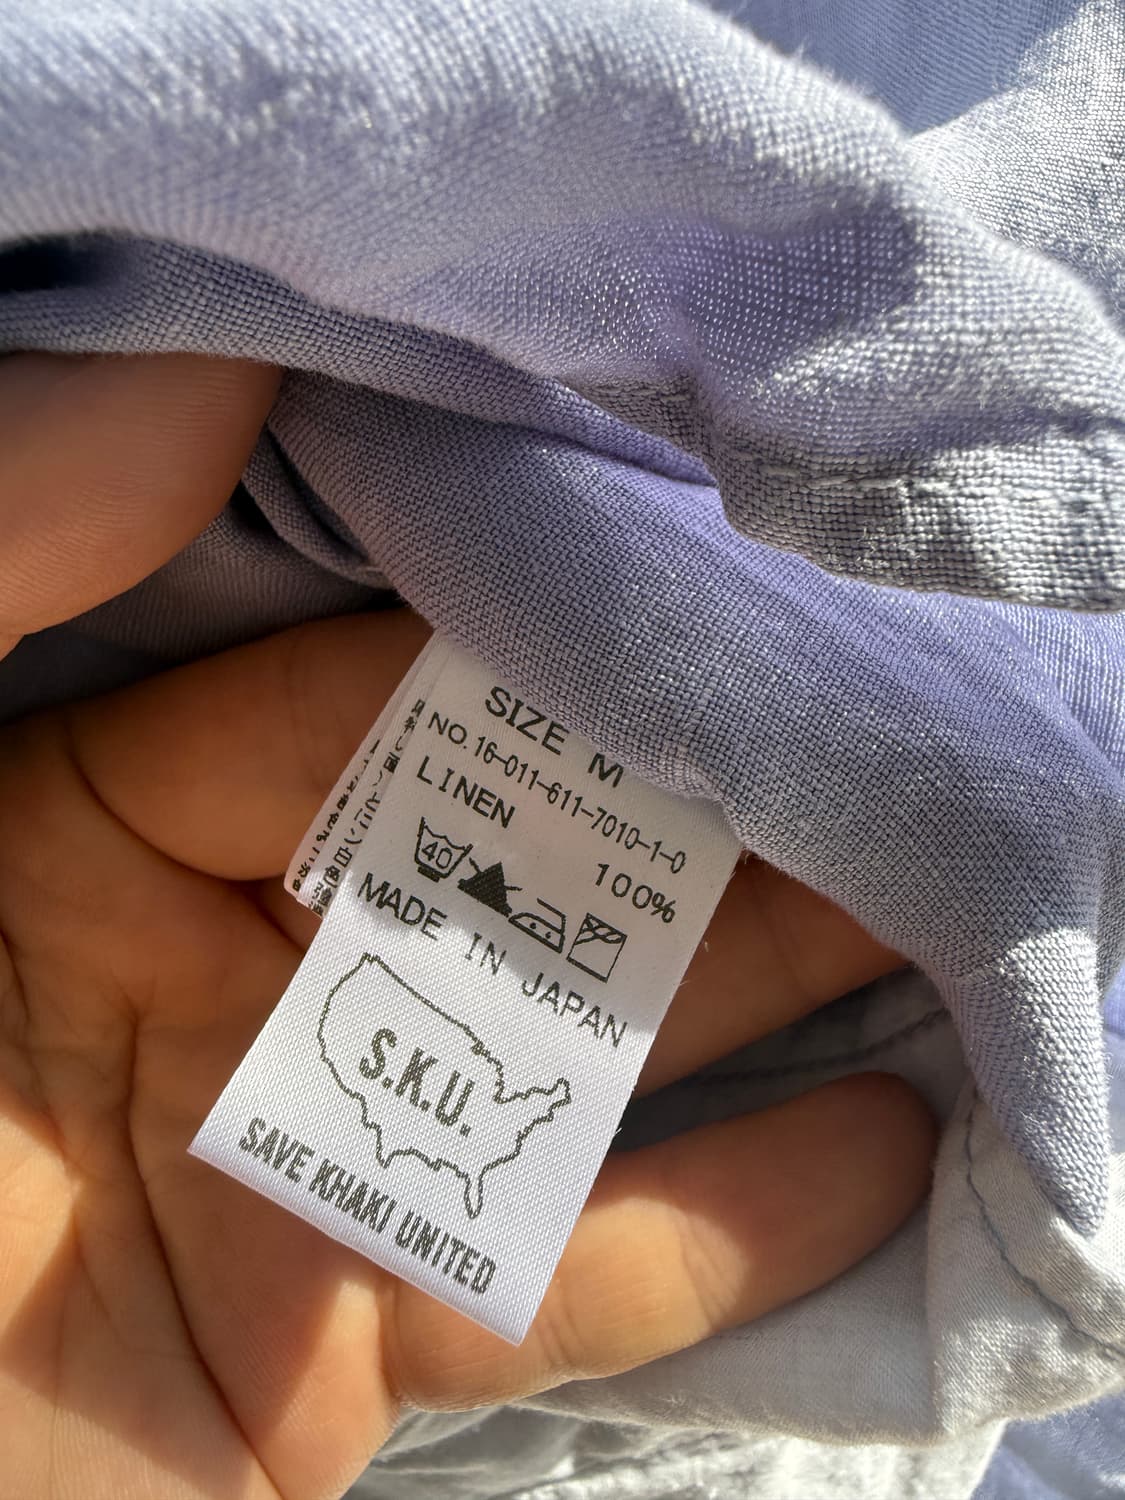 SIZE M
NO.16-011-611-7010-1-0
LINEN 100%
40
MADE IN JAPAN
S.K.U.
SAVE KHAKI UNITED